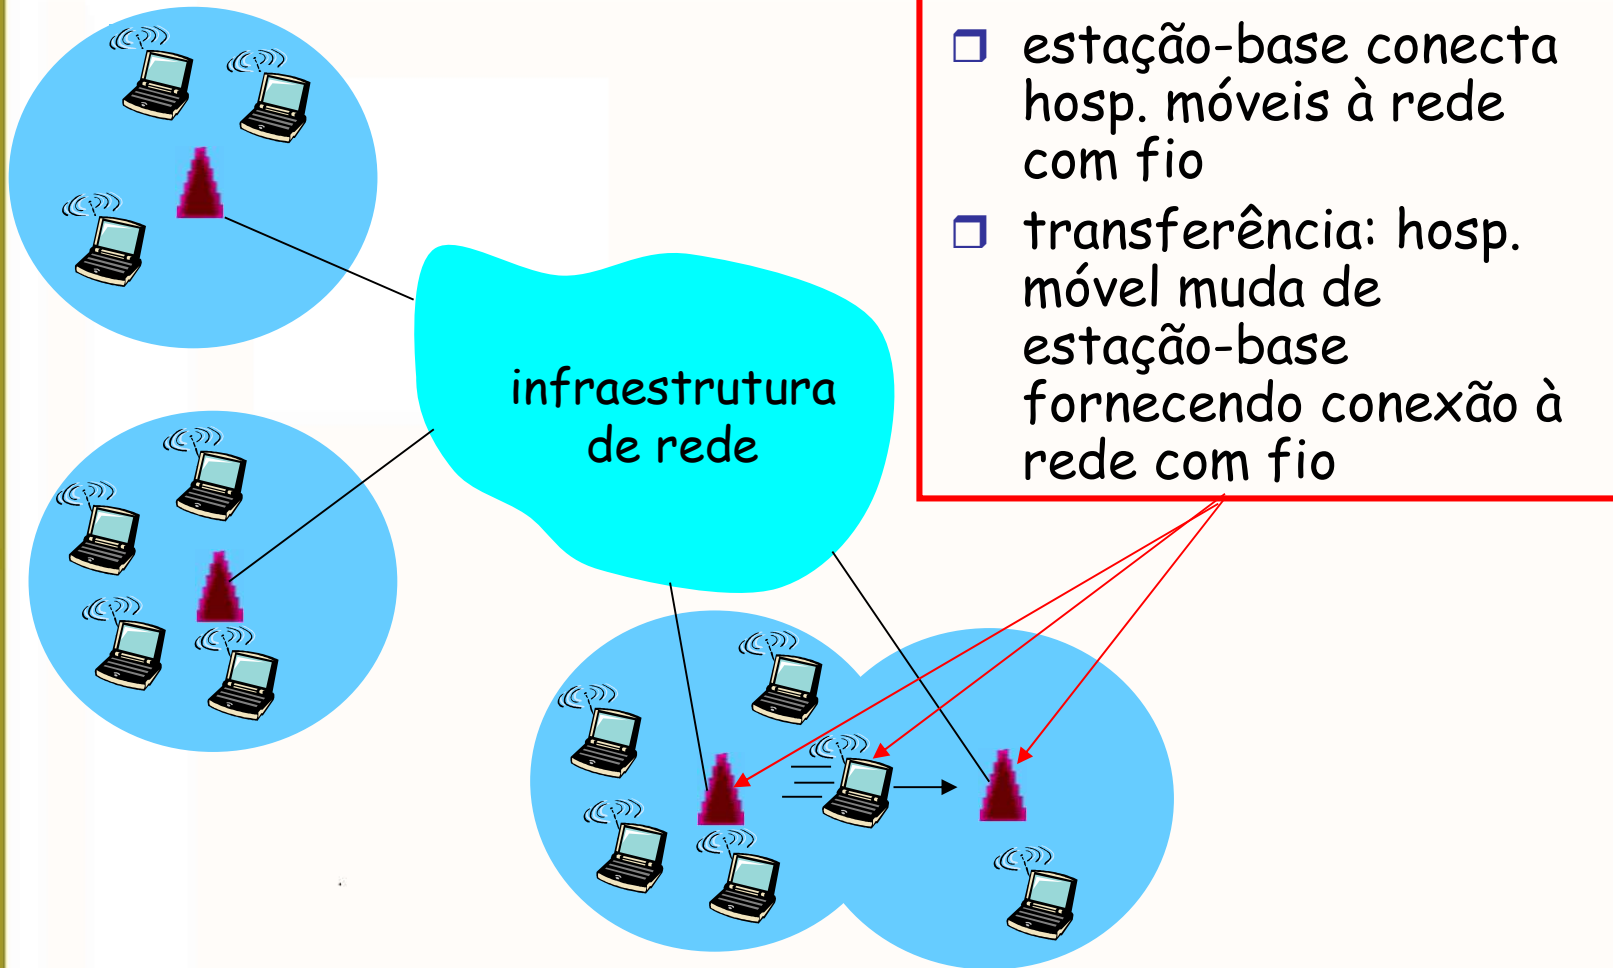 estação-base conecta
hosp. móveis à rede
com fio
transferência: hosp.
móvel muda de
estação-base
fornecendo conexão à
rede com fio
infraestrutura
de rede